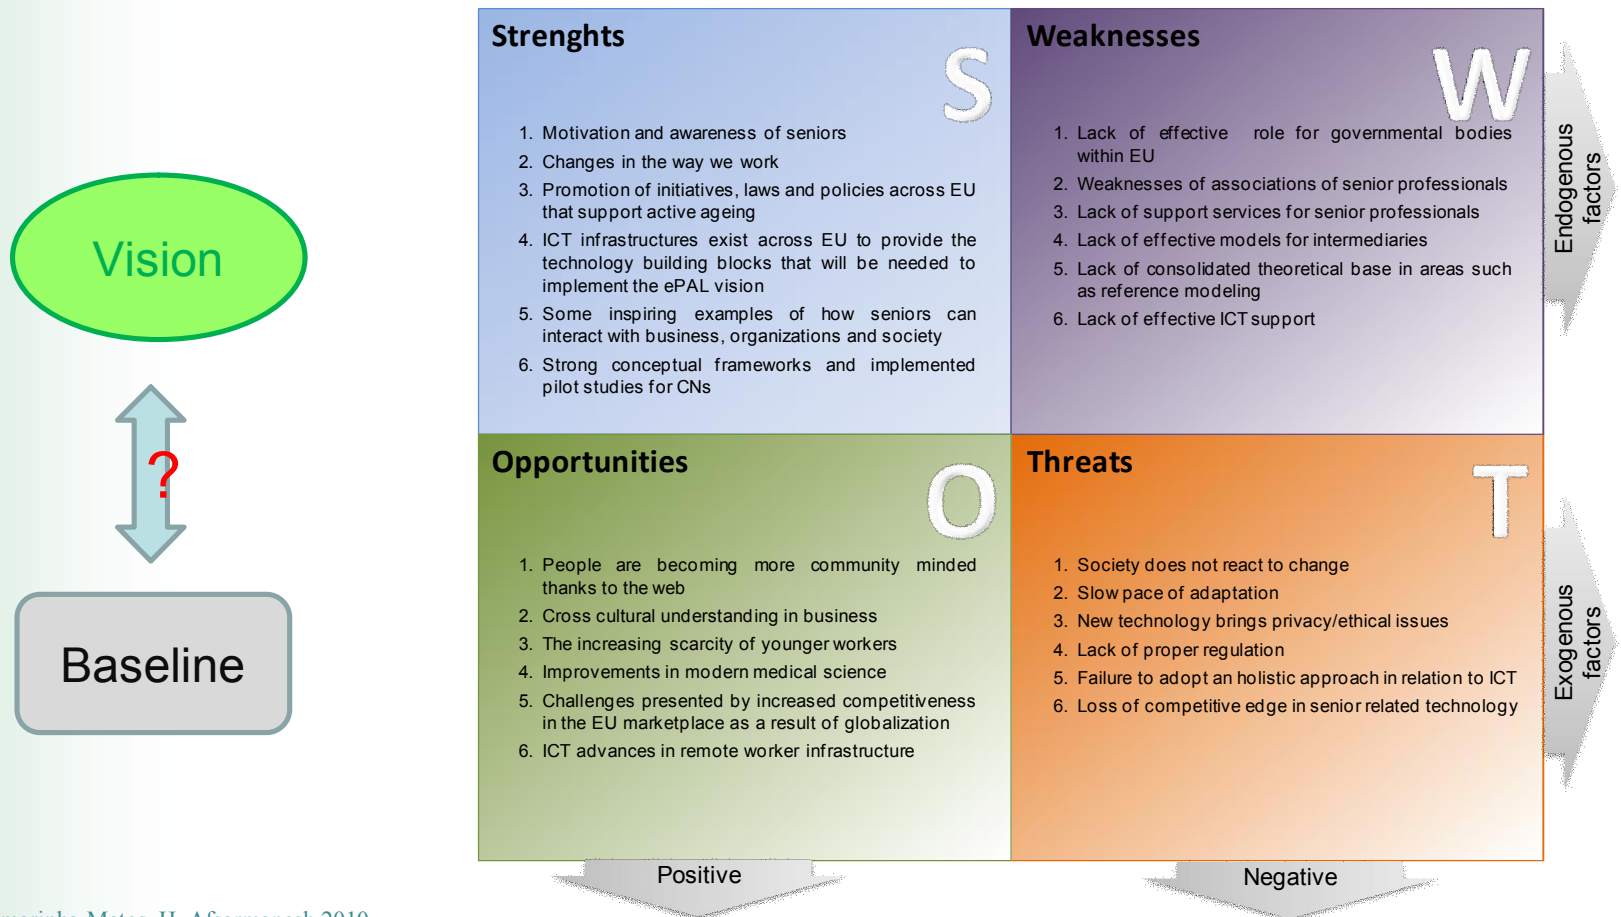 Vision
?
Baseline
Strenghts
S
1. Motivation and awareness of seniors
2. Changes in the way we work
3. Promotion of initiatives, laws and policies across EU
that support active ageing
4. ICT infrastructures exist across EU to provide the
technology building blocks that will be needed to
implement the ePAL vision
5. Some inspiring examples of how seniors can
interact with business, organizations and society
6. Strong conceptual frameworks and implemented
pilot studies for CNs
Weaknesses
W
1. Lack of effective role for governmental bodies
within EU
2. Weaknesses of associations of senior professionals
3. Lack of support services for senior professionals
4. Lack of effective models for intermediaries
5. Lack of consolidated theoretical base in areas such
as reference modeling
6. Lack of effective ICT support
Endogenous
factors
Opportunities
O
1. People are becoming more community minded
thanks to the web
2. Cross cultural understanding in business
3. The increasing scarcity of younger workers
4. Improvements in modern medical science
5. Challenges presented by increased competitiveness
in the EU marketplace as a result of globalization
6. ICT advances in remote worker infrastructure
Threats
T
1. Society does not react to change
2. Slow pace of adaptation
3. New technology brings privacy/ethical issues
4. Lack of proper regulation
5. Failure to adopt an holistic approach in relation to ICT
6. Loss of competitive edge in senior related technology
Exogenous
factors
Positive
Negative